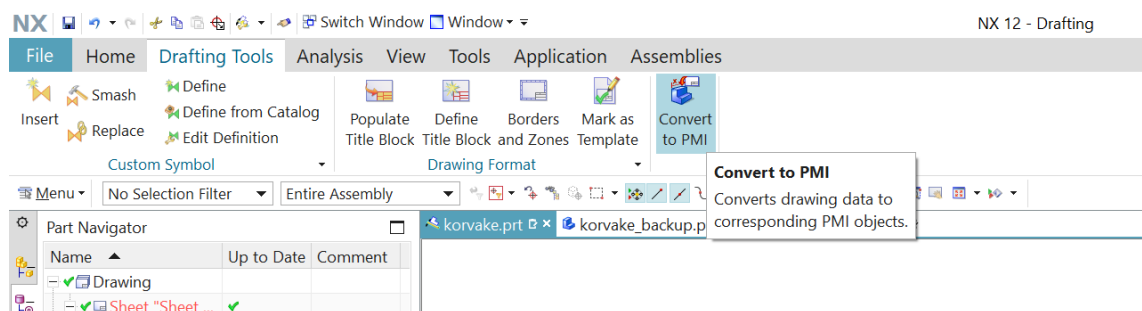 NX Switch Window Window NX 12 - Drafting
File Home Drafting Tools Analysis View Tools Application Assemblies
Insert
Smash
Replace
Define
Define from Catalog
Edit Definition
Custom Symbol
Populate
Title Block
Define
Title Block
Borders
and Zones
Mark as
Template
Drawing Format
Convert
to PMI
Convert to PMI
Converts drawing data to
corresponding PMI objects.
Menu No Selection Filter Entire Assembly
Part Navigator
korvake.prt korvake_backup.p
Name Up to Date Comment
Drawing
Sheet "Sheet ...